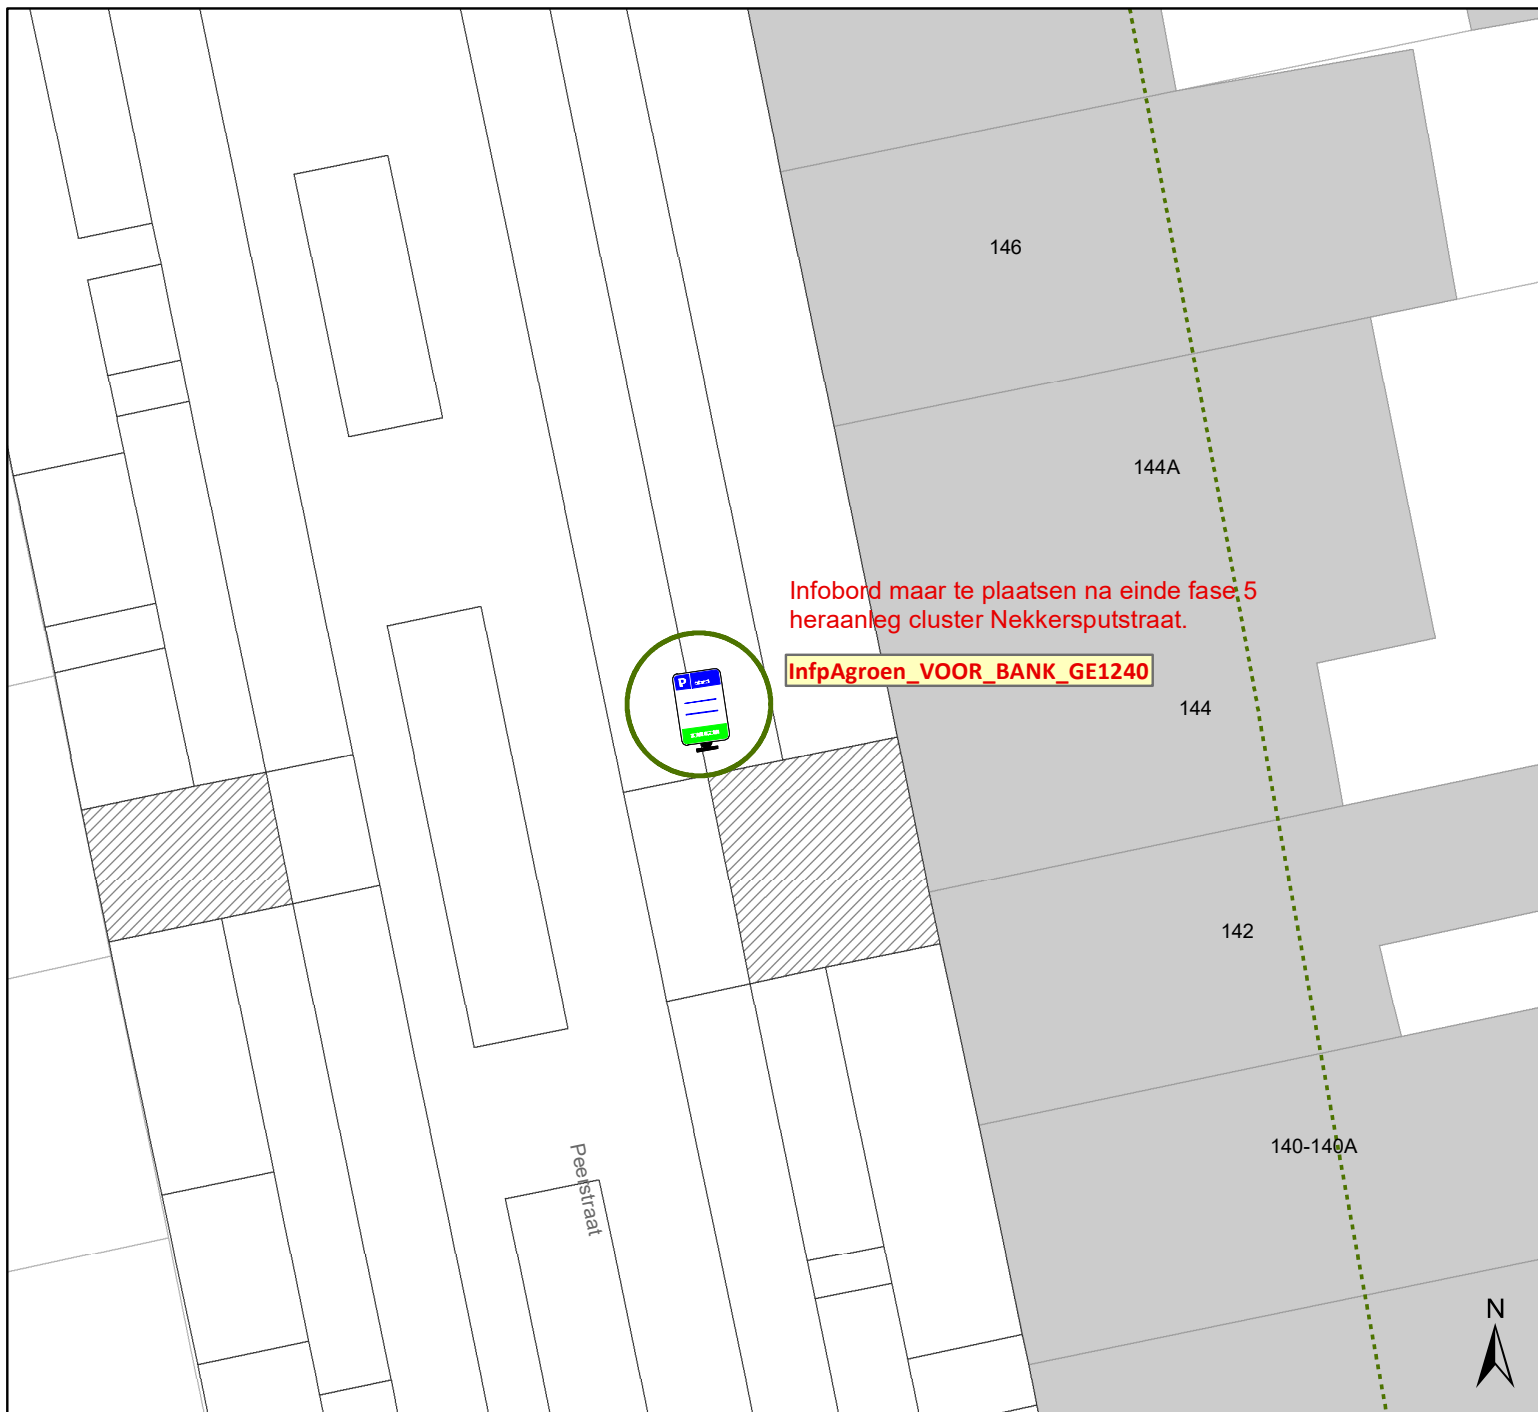 146
144A
Infobord maar te plaatsen na einde fase 5
heraanleg cluster Nekkersputstraat.
InfpAgroen_VOOR_BANK_GE1240
P
144
142
140-140A
Peerstraat
N